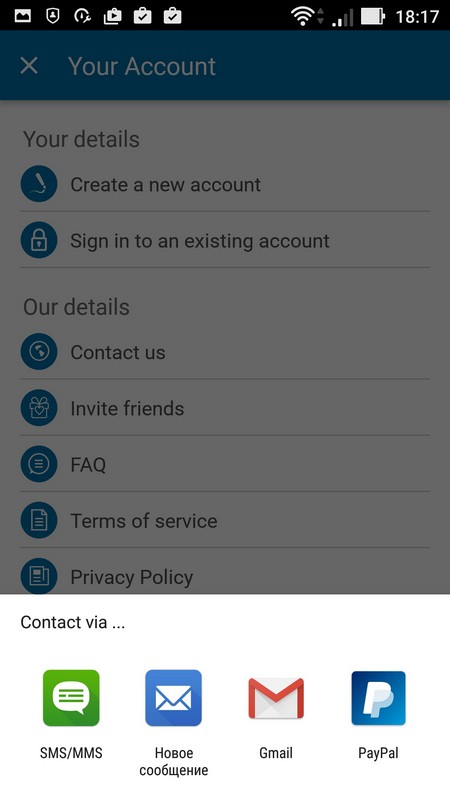 18:17
Your Account
Your details
Create a new account
Sign in to an existing account
Our details
Contact us
Invite friends
FAQ
Terms of service
Privacy Policy
Contact via ...
SMS/MMS
Новое
сообщение
Gmail
PayPal